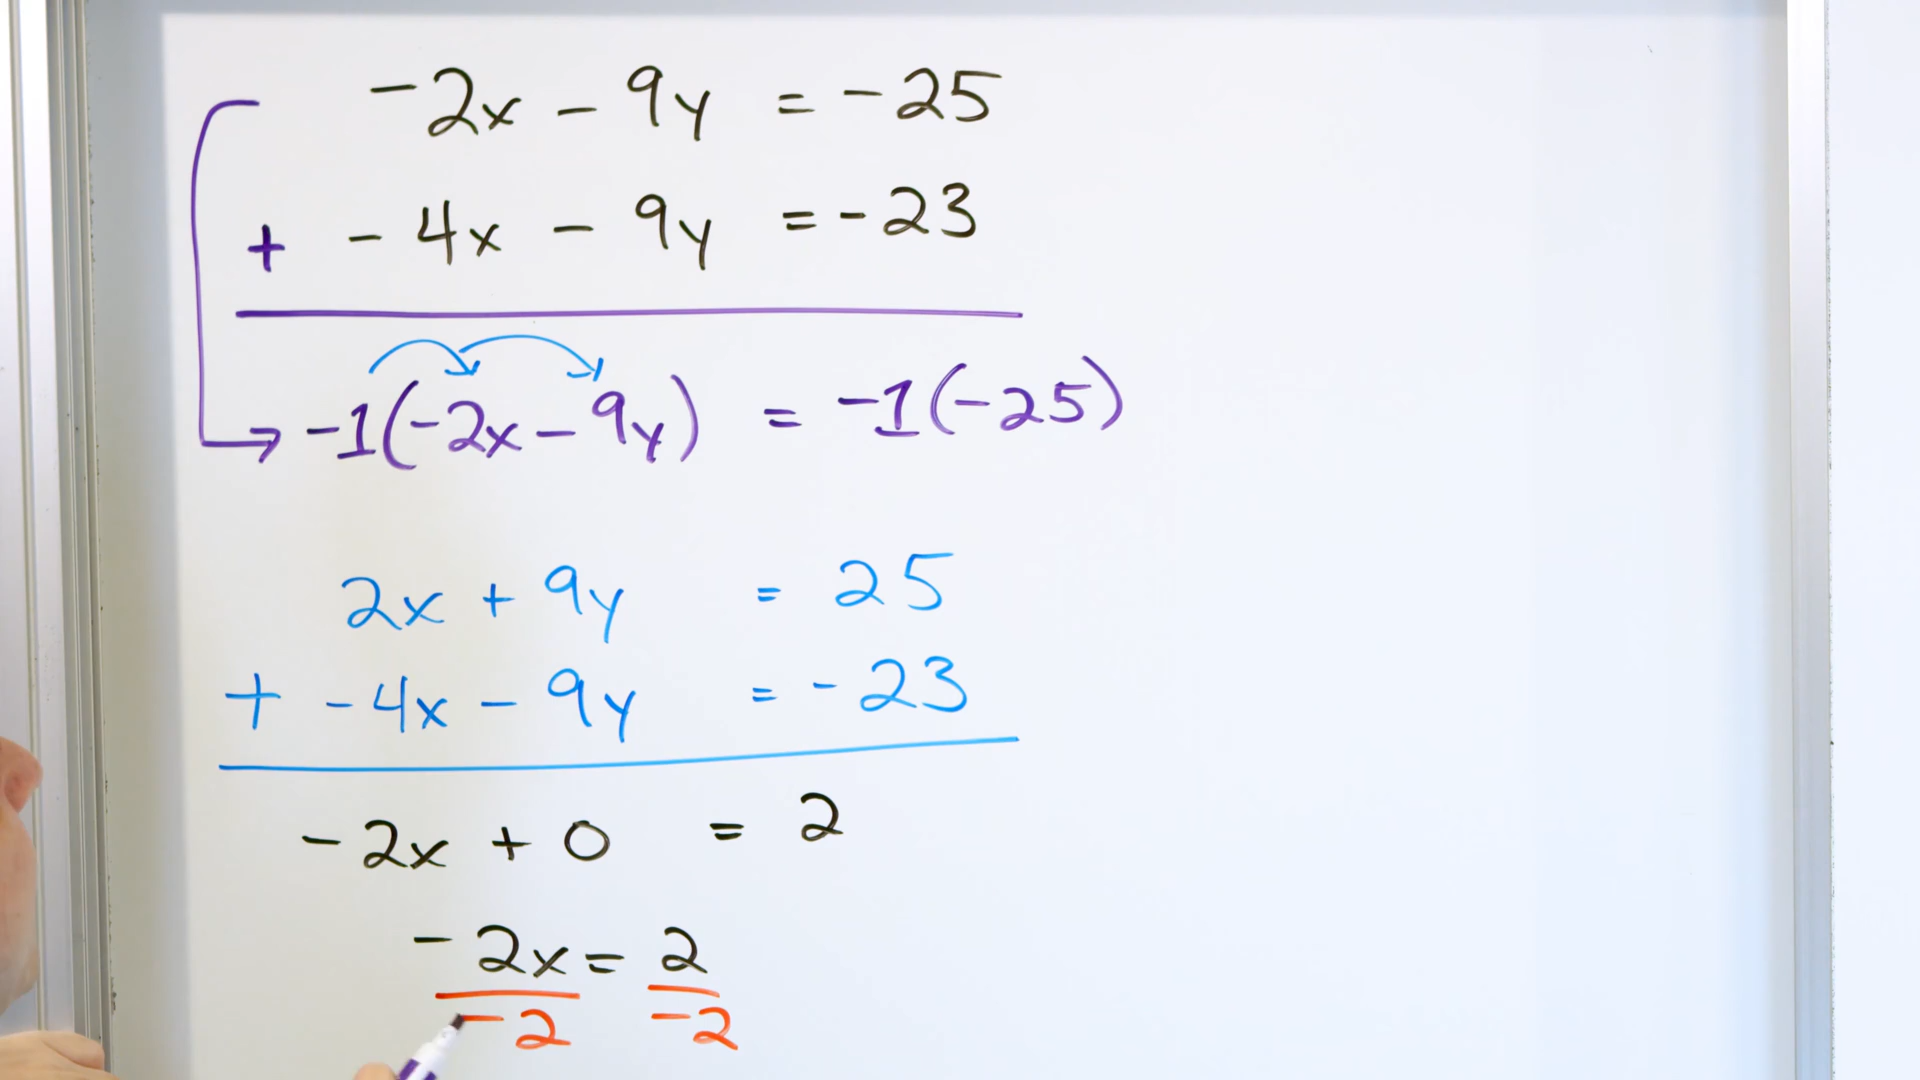 -2x - 9y = -25
+ -4x - 9y = -23
-1(-2x - 9y) = -1(-25)
2x + 9y = 25
+ -4x - 9y = -23
-2x + 0 = 2
-2x = 2
-2 -2